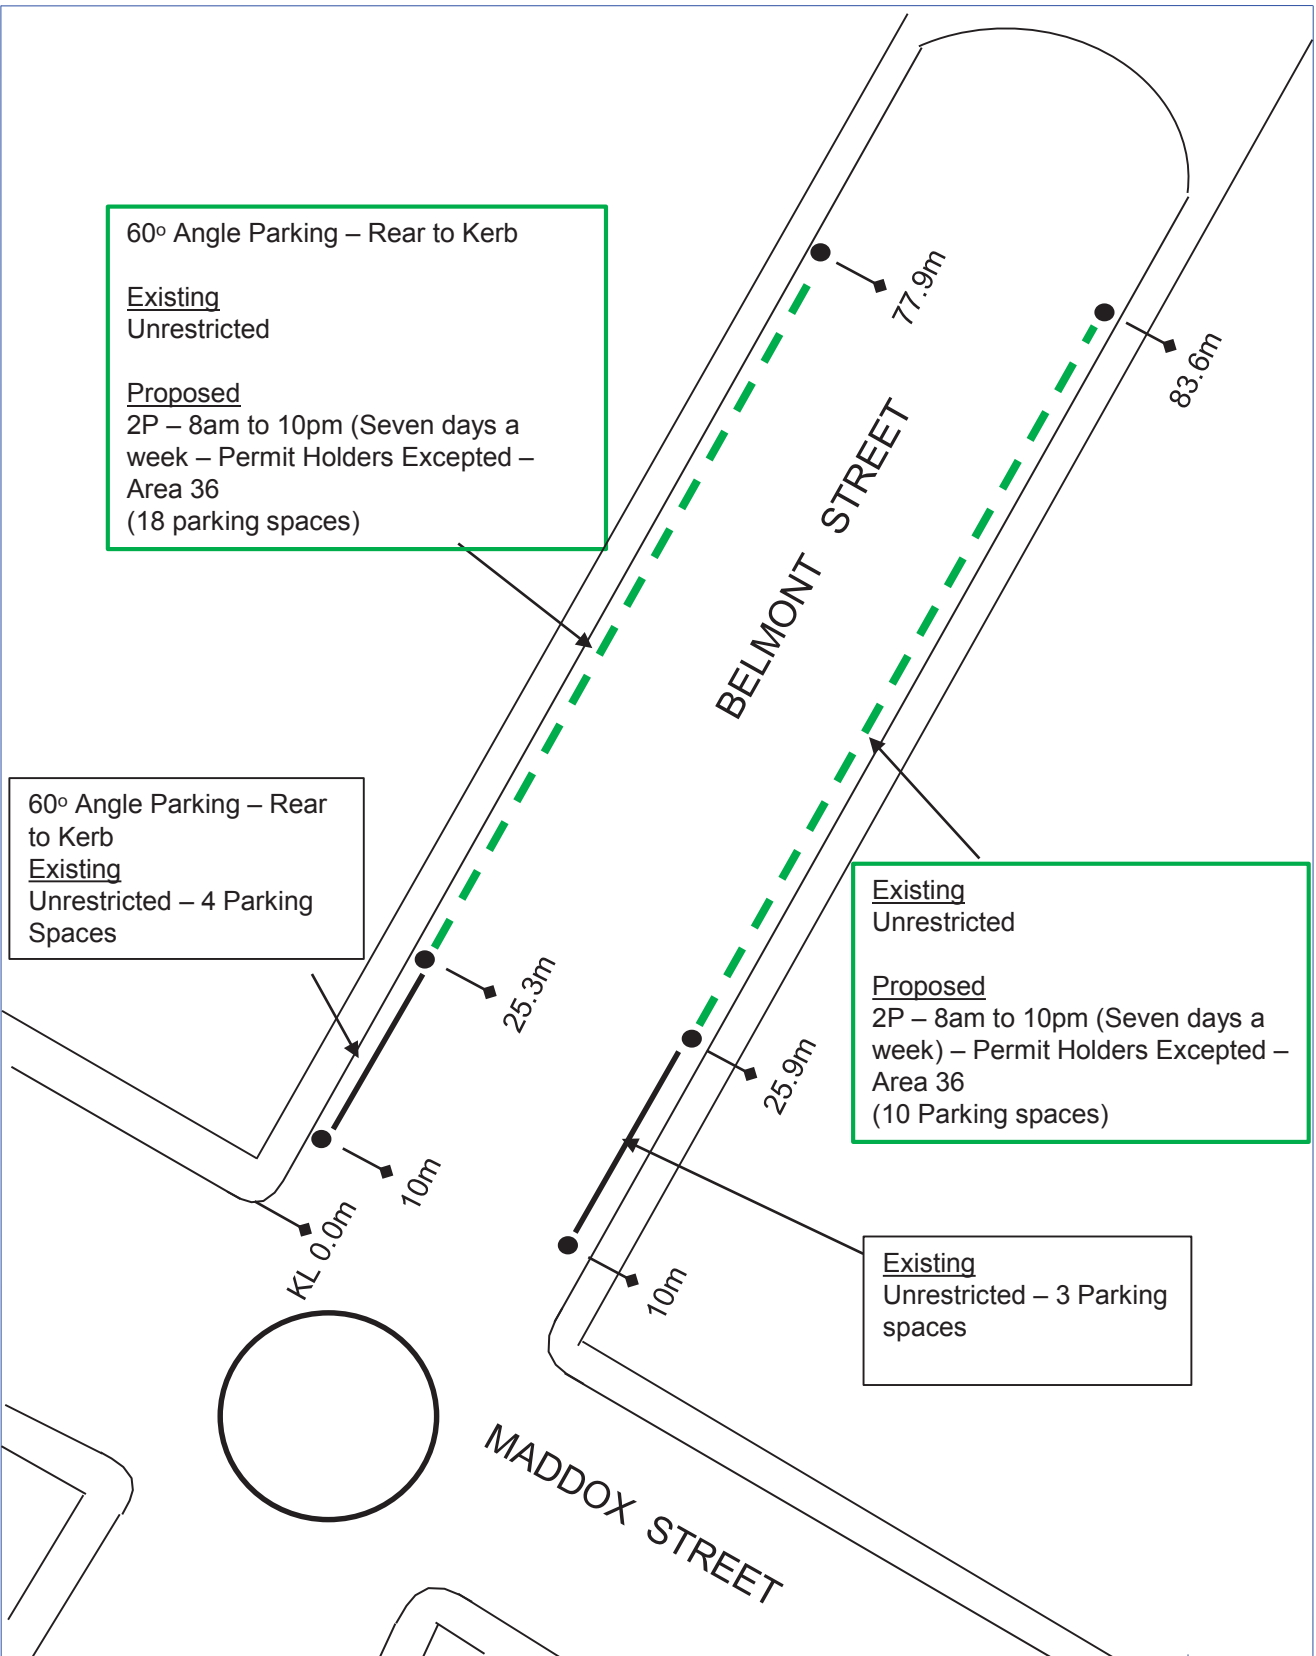 60º Angle Parking – Rear to Kerb
Existing
Unrestricted
Proposed
2P – 8am to 10pm (Seven days a
week – Permit Holders Excepted –
Area 36
(18 parking spaces)
77.9m
83.6m
BELMONT STREET
60º Angle Parking – Rear
to Kerb
Existing
Unrestricted – 4 Parking
Spaces
Existing
Unrestricted
Proposed
2P – 8am to 10pm (Seven days a
week) – Permit Holders Excepted –
Area 36
(10 Parking spaces)
25.3m
25.9m
10m
KL 0.0m
10m
Existing
Unrestricted – 3 Parking
spaces
MADDOX STREET